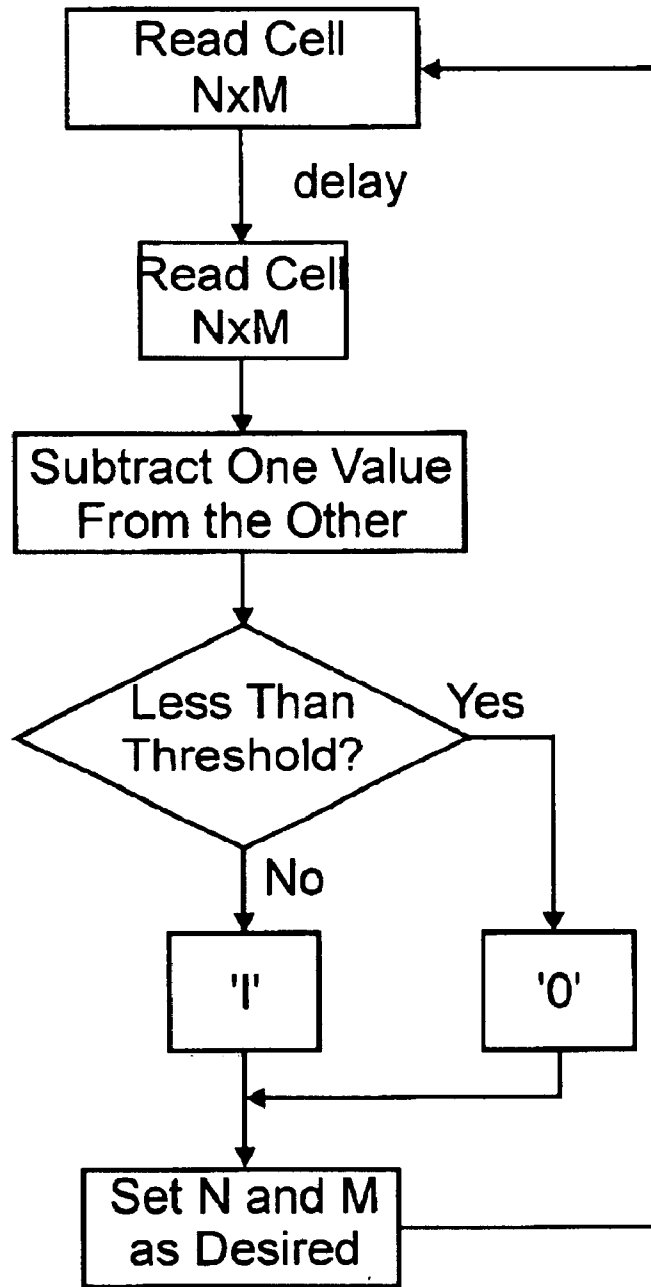 Read Cell
NxM
delay
Read Cell
NxM
Subtract One Value
From the Other
Less Than
Threshold?
Yes
No
'I'
'0'
Set N and M
as Desired